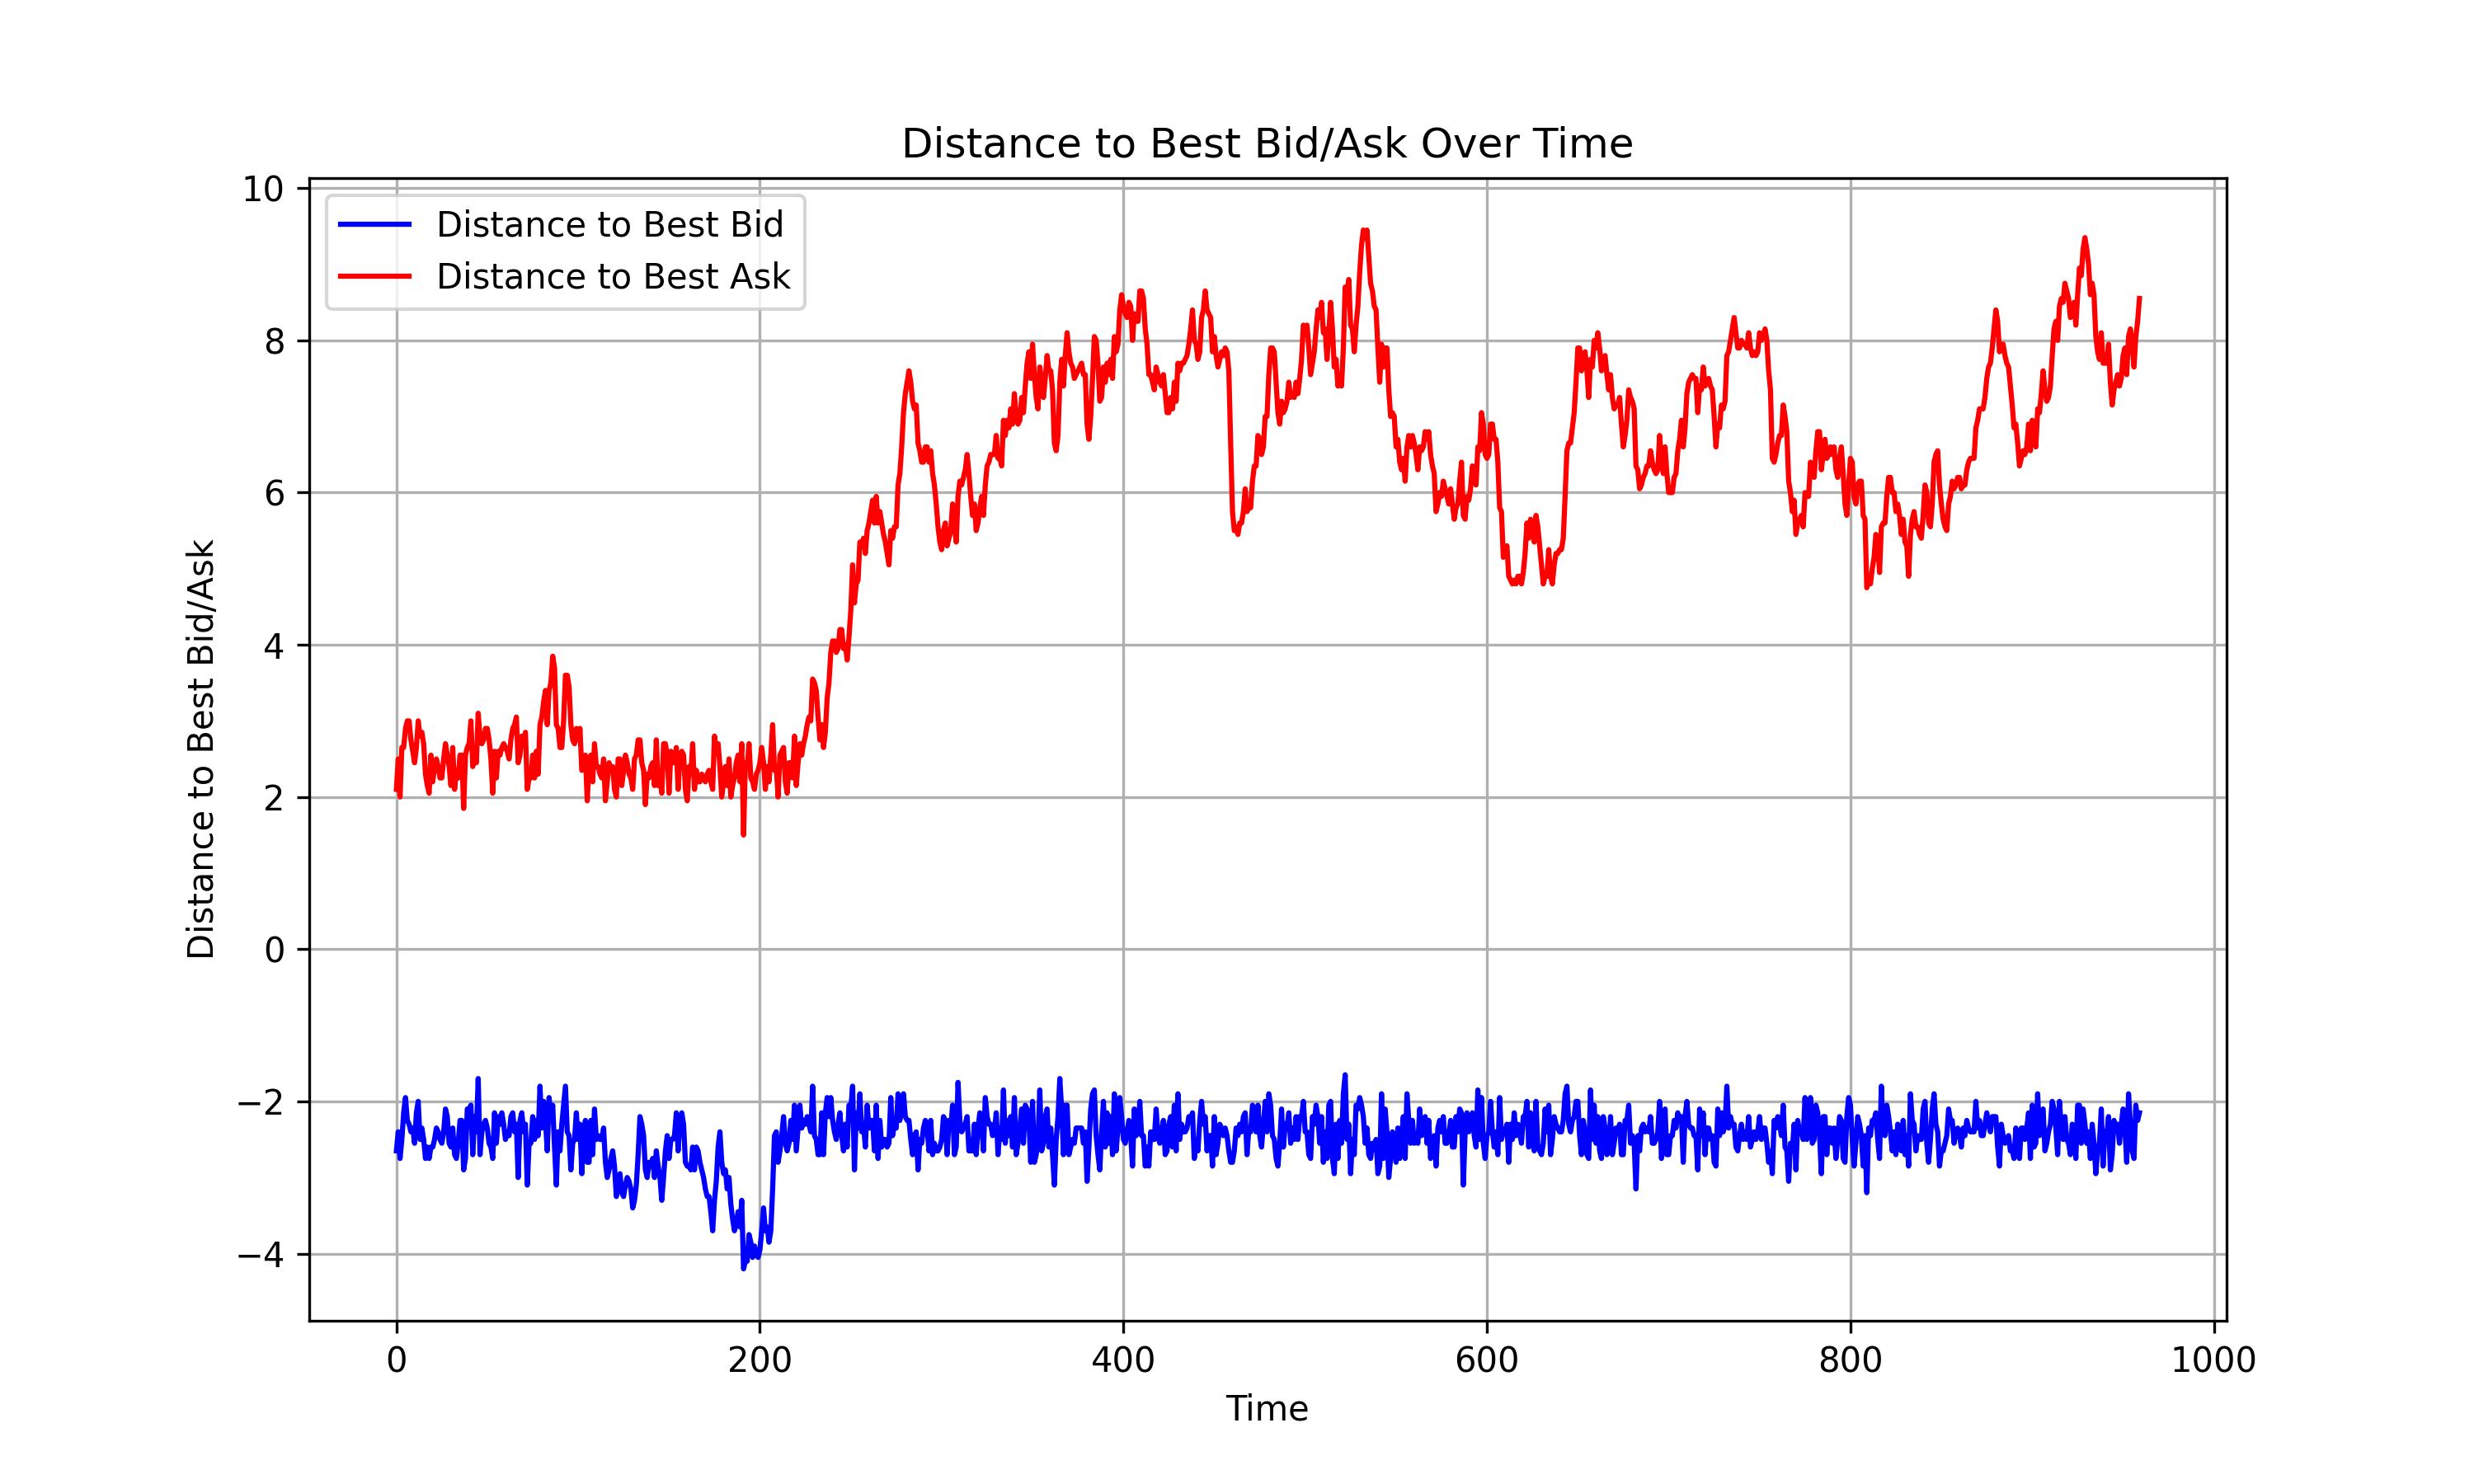 Distance to Best Bid/Ask Over Time
Distance to Best Bid
Distance to Best Ask
Distance to Best Bid/Ask
10
8
6
4
2
0
−2
−4
0 200 400 600 800 1000
Time